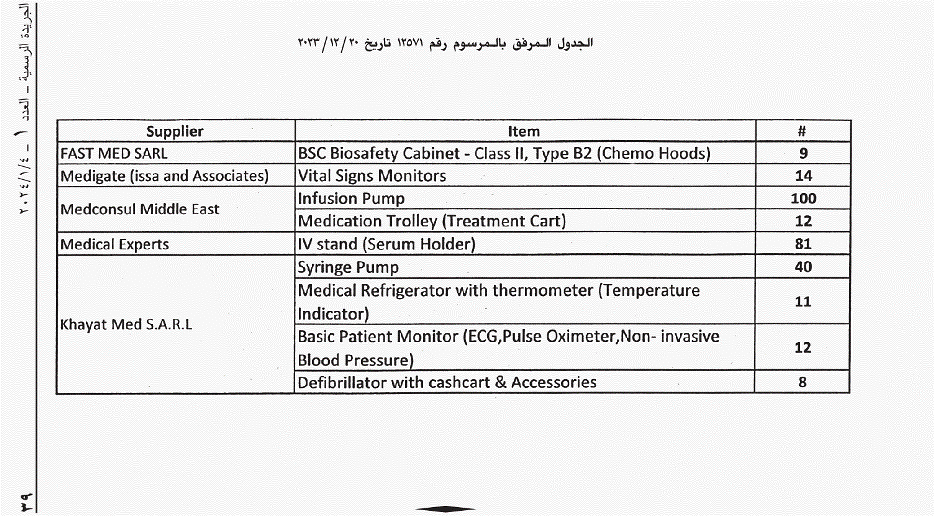 الجريدة الرسمية – العدد ١ – ٢٠٢٤/١/٤
الجدول المرفق بالمرسوم رقم ١٢٥٧١ تاريخ ٢٠٢٣/١٢/٢٠
Supplier Item #
FAST MED SARL BSC Biosafety Cabinet - Class II, Type B2 (Chemo Hoods) 9
Medigate (issa and Associates) Vital Signs Monitors 14
Medconsul Middle East Infusion Pump 100
Medication Trolley (Treatment Cart) 12
Medical Experts IV stand (Serum Holder) 81
Khayat Med S.A.R.L Syringe Pump 40
Medical Refrigerator with thermometer (Temperature
Indicator) 11
Basic Patient Monitor (ECG,Pulse Oximeter,Non- invasive
Blood Pressure) 12
Defibrillator with cashcart & Accessories 8
٣٩